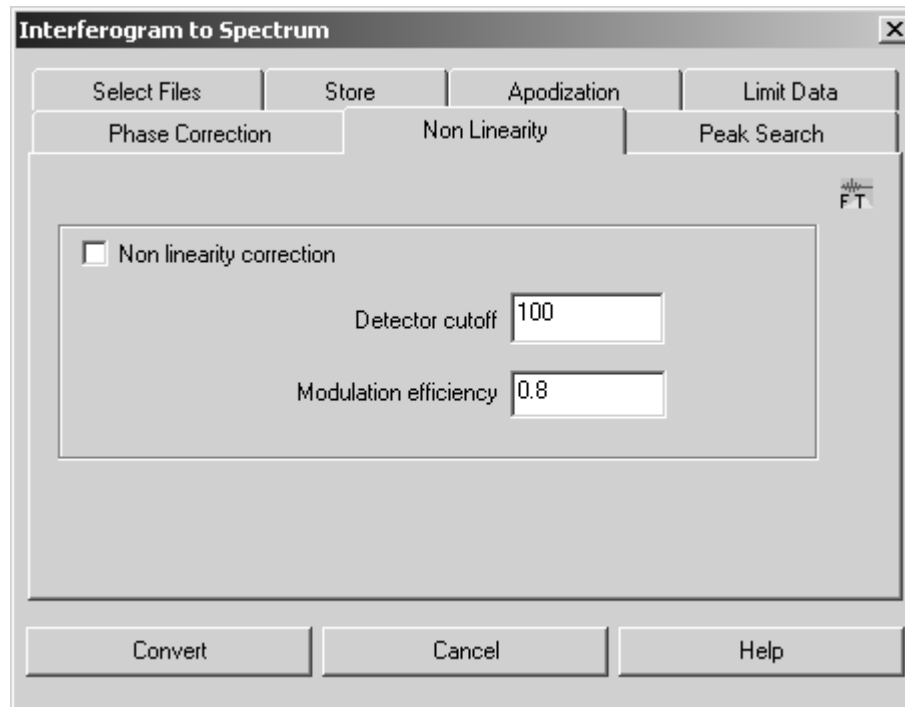 Interferogram to Spectrum
Select Files
Store
Apodization
Limit Data
Phase Correction
Non Linearity
Peak Search
F T
Non linearity correction
Detector cutoff
100
Modulation efficiency
0.8
Convert
Cancel
Help